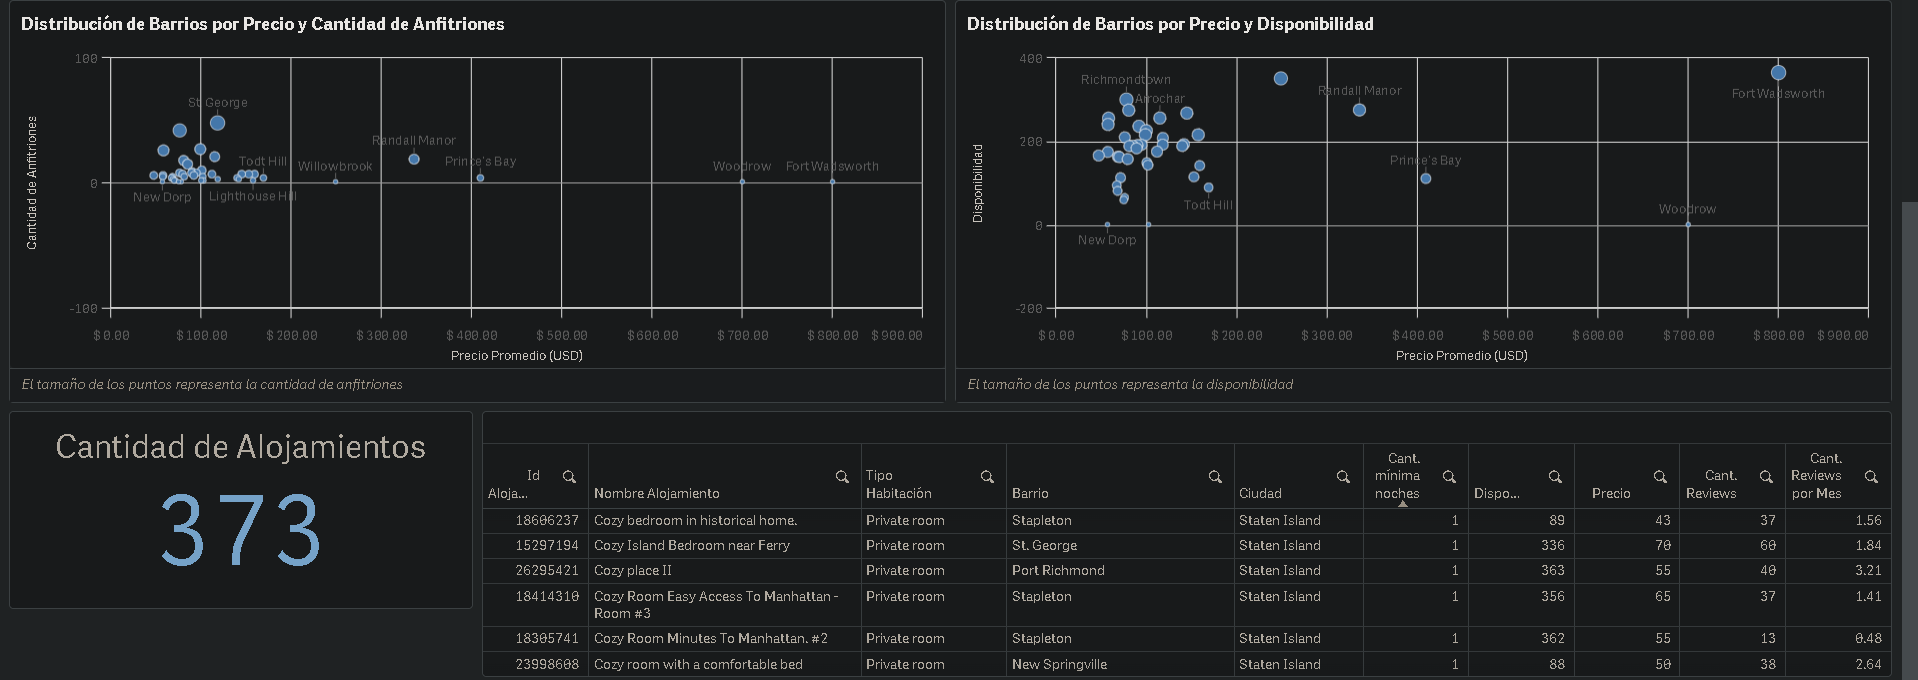 Distribución de Barrios por Precio y Cantidad de Anfitriones
Cantidad de Anfitriones
100
0
-100
St. George
Randall Manor
Todt Hill
Willowbrook
Prince's Bay
Woodrow
Fort Wadsworth
New Dorp
Lighthouse Hill
$0.00
$100.00
$200.00
$300.00
$400.00
$500.00
$600.00
$700.00
$800.00
$900.00
Precio Promedio (USD)
El tamaño de los puntos representa la cantidad de anfitriones
Distribución de Barrios por Precio y Disponibilidad
Disponibilidad
400
200
0
-200
Richmondtown
Arrochar
Randall Manor
Fort Wadsworth
Prince's Bay
Todt Hill
Woodrow
New Dorp
$0.00
$100.00
$200.00
$300.00
$400.00
$500.00
$600.00
$700.00
$800.00
$900.00
Precio Promedio (USD)
El tamaño de los puntos representa la disponibilidad
Cantidad de Alojamientos
373
Id Aloja... Nombre Alojamiento Tipo Habitación Barrio Ciudad Cant. mínima noches Dispo... Precio Cant. Reviews Cant. Reviews por Mes
18606237 Cozy bedroom in historical home. Private room Stapleton Staten Island 1 89 43 37 1.56
15297194 Cozy Island Bedroom near Ferry Private room St. George Staten Island 1 336 70 60 1.84
26295421 Cozy place II Private room Port Richmond Staten Island 1 363 55 40 3.21
18414310 Cozy Room Easy Access To Manhattan - Room #3 Private room Stapleton Staten Island 1 356 65 37 1.41
18305741 Cozy Room Minutes To Manhattan. #2 Private room Stapleton Staten Island 1 362 55 13 0.48
23998608 Cozy room with a comfortable bed Private room New Springville Staten Island 1 88 50 38 2.64